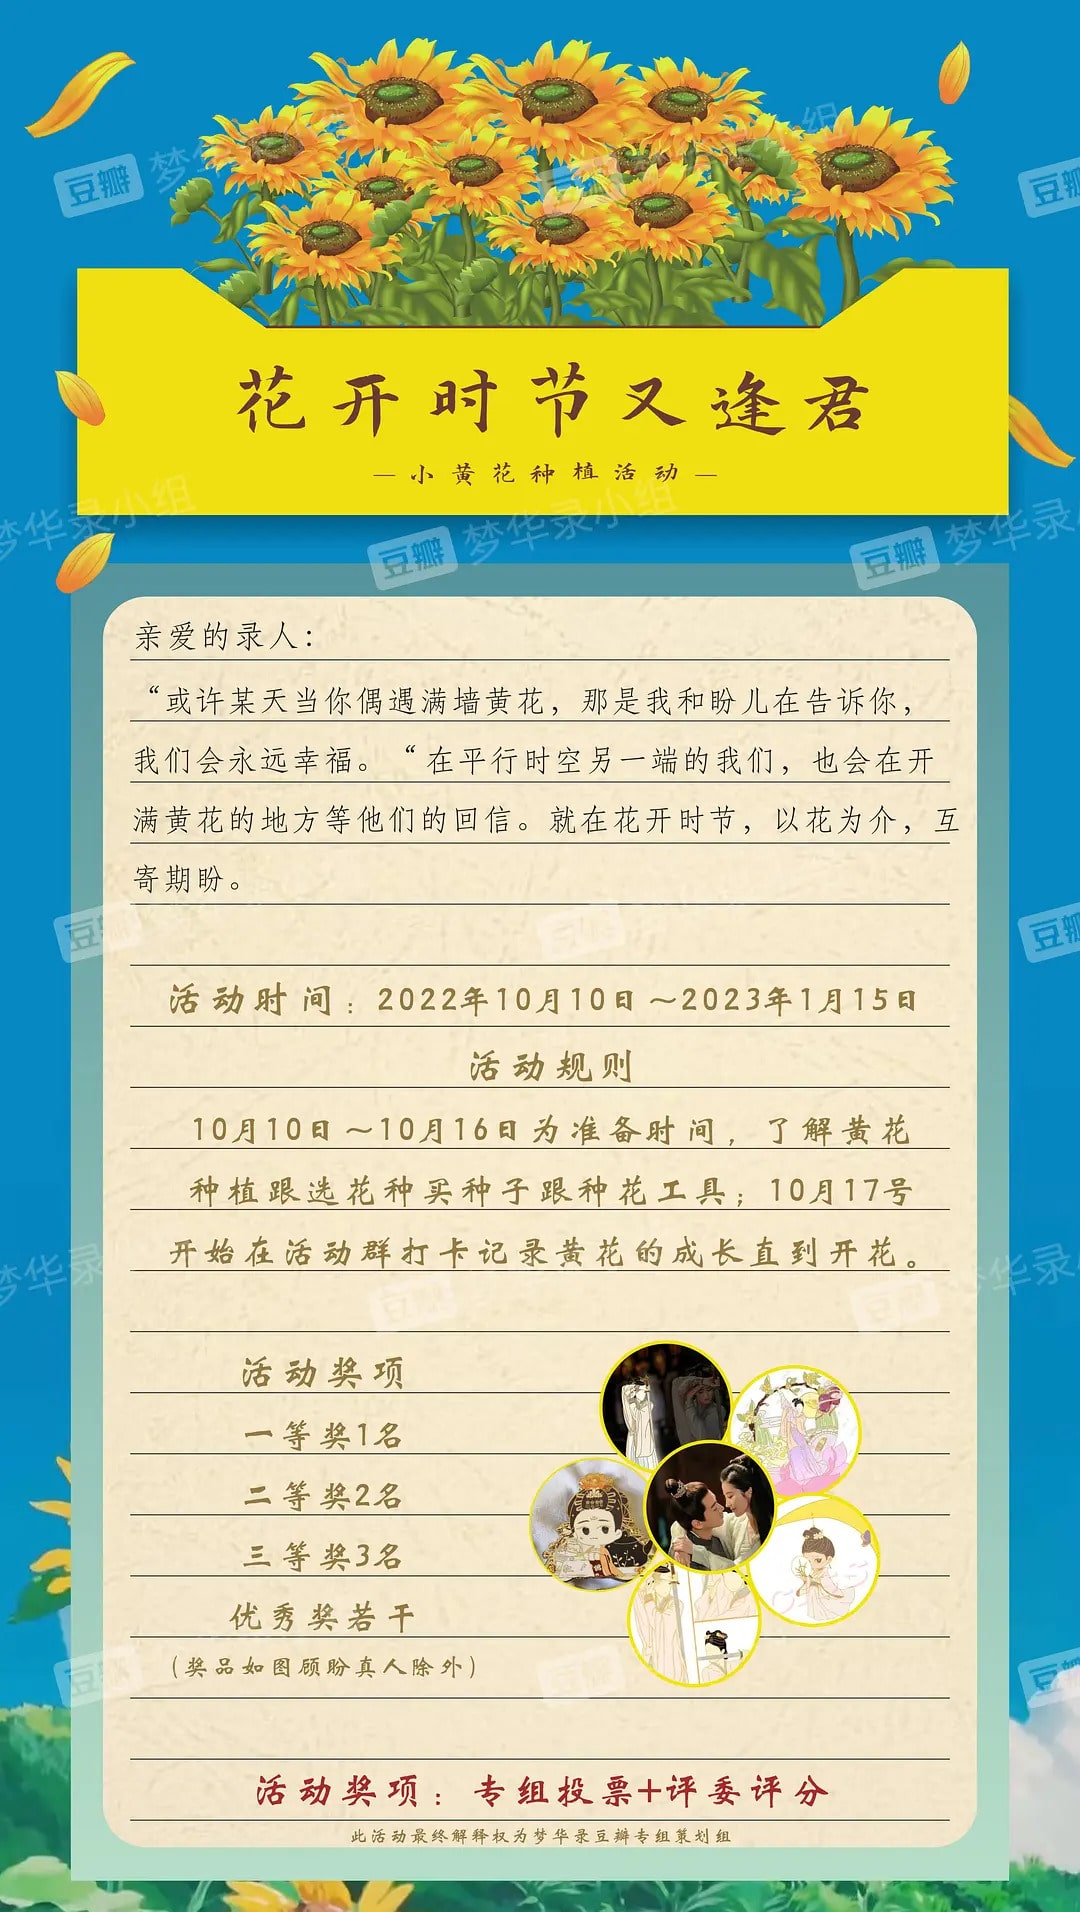 花开时节又逢君
—小黄花种植活动—
亲爱的录人：
“或许某天当你偶遇满墙黄花，那是我和盼儿在告诉你，
我们会永远幸福。“在平行时空另一端的我们，也会在开
满黄花的地方等他们的回信。就在花开时节，以花为介，互
寄期盼。
活动时间：2022年10月10日～2023年1月15日
活动规则
10月10日～10月16日为准备时间，了解黄花
种植跟选花种买种子跟种花工具；10月17号
开始在活动群打卡记录黄花的成长直到开花。
活动奖项
一等奖1名
二等奖2名
三等奖3名
优秀奖若干
（奖品如图顾盼真人除外）
活动奖项：专组投票+评委评分
此活动最终解释权为梦华录豆瓣专组策划组
豆瓣 梦华录小组